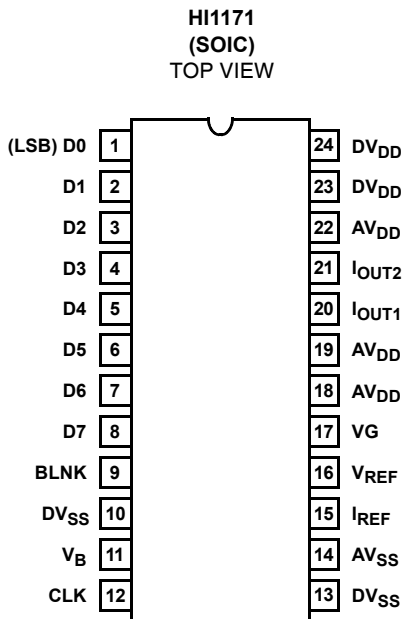 HI1171
(SOIC)
TOP VIEW
(LSB) D0 1 24 DVDD
D1 2 23 DVDD
D2 3 22 AVDD
D3 4 21 IOUT2
D4 5 20 IOUT1
D5 6 19 AVDD
D6 7 18 AVDD
D7 8 17 VG
BLNK 9 16 VREF
DVSS 10 15 IREF
VB 11 14 AVSS
CLK 12 13 DVSS